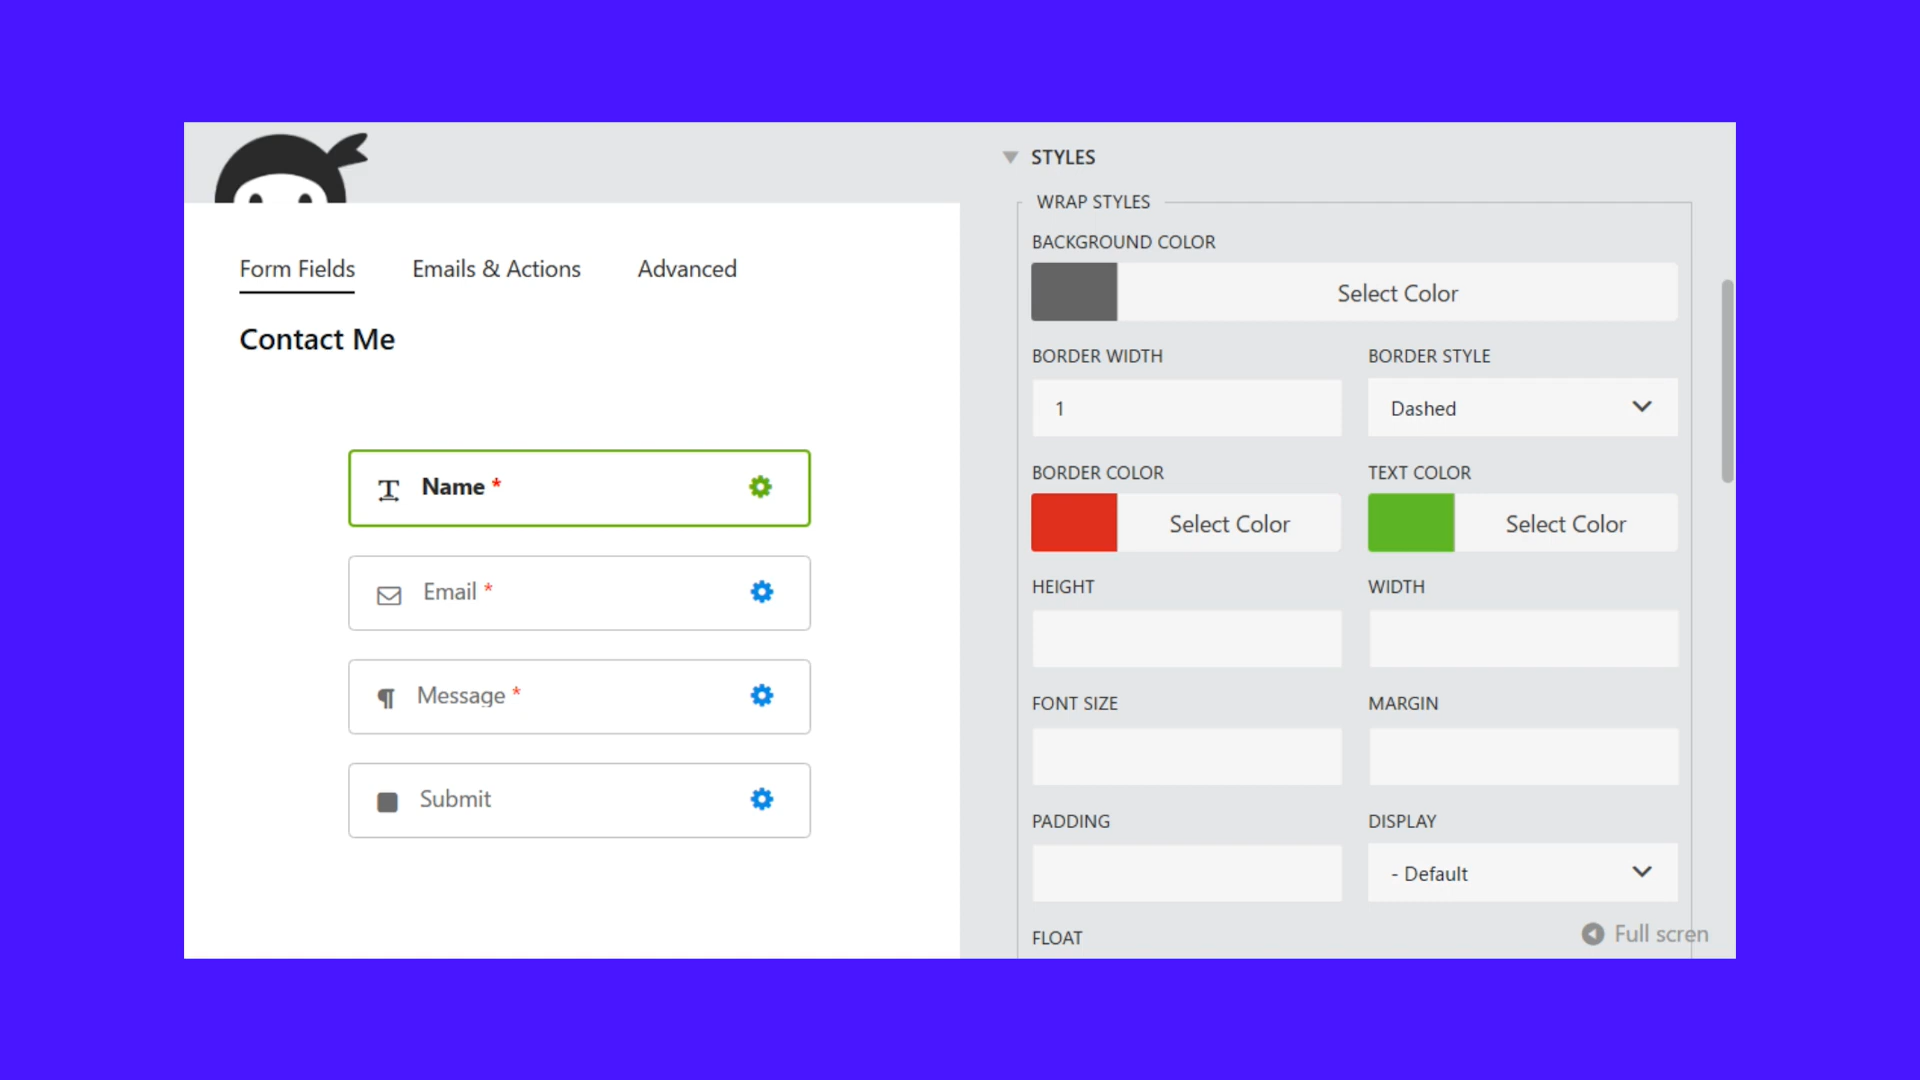 Form Fields Emails & Actions Advanced
Contact Me
Name *
Email *
Message *
Submit
STYLES
WRAP STYLES
BACKGROUND COLOR
Select Color
BORDER WIDTH BORDER STYLE
1 Dashed
BORDER COLOR TEXT COLOR
Select Color Select Color
HEIGHT WIDTH
FONT SIZE MARGIN
PADDING DISPLAY
- Default
FLOAT
Full scren